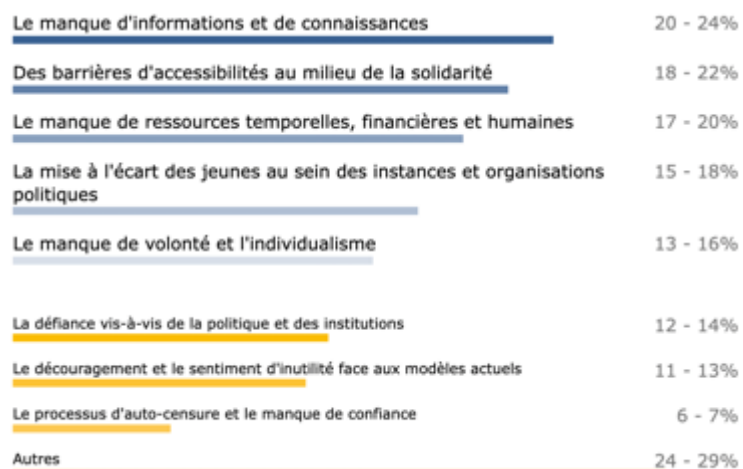 Le manque d'informations et de connaissances 20 - 24%
Des barrières d'accessibilités au milieu de la solidarité 18 - 22%
Le manque de ressources temporelles, financières et humaines 17 - 20%
La mise à l'écart des jeunes au sein des instances et organisations 15 - 18%
politiques
Le manque de volonté et l'individualisme 13 - 16%
La défiance vis-à-vis de la politique et des institutions 12 - 14%
Le découragement et le sentiment d'inutilité face aux modèles actuels 11 - 13%
Le processus d'auto-censure et le manque de confiance 6 - 7%
Autres 24 - 29%